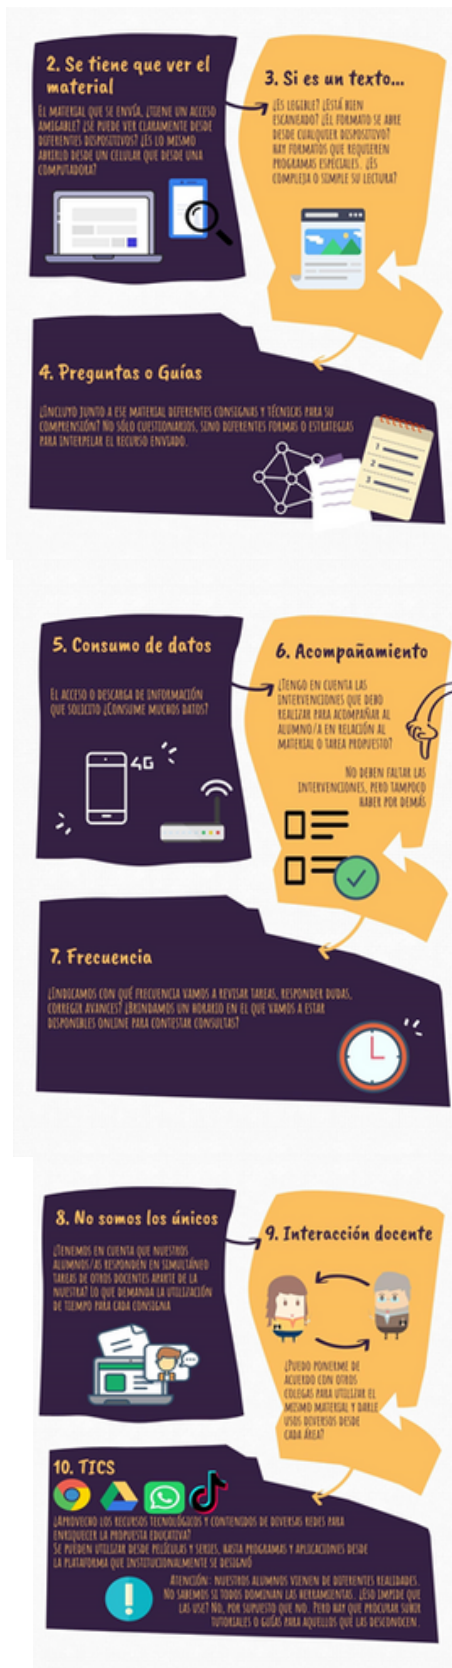 2. Se tiene que ver el
material
EL MATERIAL QUE SE ENVÍA, ¿TIENE UN ACCESO
AMIGABLE? ¿SE PUEDE VER CLARAMENTE DESDE
DIFERENTES DISPOSITIVOS? ¿ES LO MISMO
ABRIRLO DESDE UN CELULAR QUE DESDE UNA
COMPUTADORA?
3. Si es un texto...
¿ES LEGIBLE? ¿ESTÁ BIEN
ESCANEADO? ¿EL FORMATO SE ABRE
DESDE CUALQUIER DISPOSITIVO?
HAY FORMATOS QUE REQUIEREN
PROGRAMAS ESPECIALES. ¿ES
COMPLEJA O SIMPLE SU LECTURA?
4. Preguntas o Guías
¿INCLUYO JUNTO A ESE MATERIAL DIFERENTES CONSIGNAS Y TÉCNICAS PARA SU
COMPRENSIÓN? NO SÓLO CUESTIONARIOS, SINO DIFERENTES FORMAS O ESTRATEGIAS
PARA INTERPELAR EL RECURSO ENVIADO.
1
2
3
5. Consumo de datos
EL ACCESO O DESCARGA DE INFORMACIÓN
QUE SOLICITO ¿CONSUME MUCHOS DATOS?
4G
6. Acompañamiento
¿TENGO EN CUENTA LAS
INTERVENCIONES QUE DEBO
REALIZAR PARA ACOMPAÑAR AL
ALUMNO/A EN RELACIÓN AL
MATERIAL O TAREA PROPUESTO?
NO DEBEN FALTAR LAS
INTERVENCIONES, PERO TAMPOCO
HABER POR DEMÁS
7. Frecuencia
¿INDICAMOS CON QUÉ FRECUENCIA VAMOS A REVISAR TAREAS, RESPONDER DUDAS,
CORREGIR AVANCES? ¿BRINDAMOS UN HORARIO EN EL QUE VAMOS A ESTAR
DISPONIBLES ONLINE PARA CONTESTAR CONSULTAS?
8. No somos los únicos
¿TENEMOS EN CUENTA QUE NUESTROS
ALUMNOS/AS RESPONDEN EN SIMULTÁNEO
TAREAS DE OTROS DOCENTES APARTE DE LA
NUESTRA? LO QUE DEMANDA LA UTILIZACIÓN
DE TIEMPO PARA CADA CONSIGNA
9. Interacción docente
¿PUEDO PONERME DE
ACUERDO CON OTROS
COLEGAS PARA UTILIZAR EL
MISMO MATERIAL Y DARLE
USOS DIVERSOS DESDE
CADA ÁREA?
10. TICS
¿APROVECHO LOS RECURSOS TECNOLÓGICOS Y CONTENIDOS DE DIVERSAS REDES PARA
ENRIQUECER LA PROPUESTA EDUCATIVA?
SE PUEDEN UTILIZAR DESDE PELÍCULAS Y SERIES, HASTA PROGRAMAS Y APLICACIONES DESDE
LA PLATAFORMA QUE INSTITUCIONALMENTE SE DESIGNÓ
ATENCIÓN: NUESTROS ALUMNOS VIENEN DE DIFERENTES REALIDADES.
NO SABEMOS SI TODOS DOMINAN LAS HERRAMIENTAS. ¿ESO IMPIDE QUE
LAS USE? NO, POR SUPUESTO QUE NO. PERO HAY QUE PROCURAR SUBIR
TUTORIALES O GUÍAS PARA AQUELLOS QUE LAS DESCONOCEN.